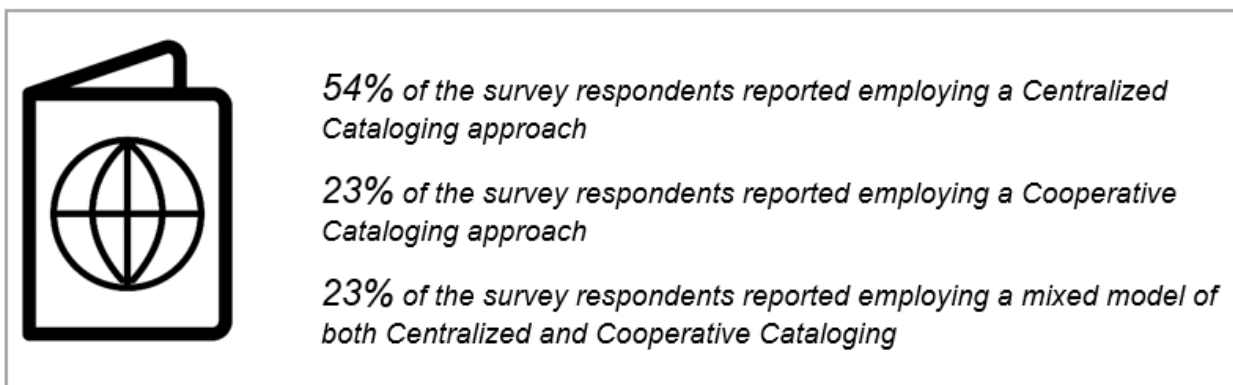 54% of the survey respondents reported employing a Centralized
Cataloging approach
23% of the survey respondents reported employing a Cooperative
Cataloging approach
23% of the survey respondents reported employing a mixed model of
both Centralized and Cooperative Cataloging